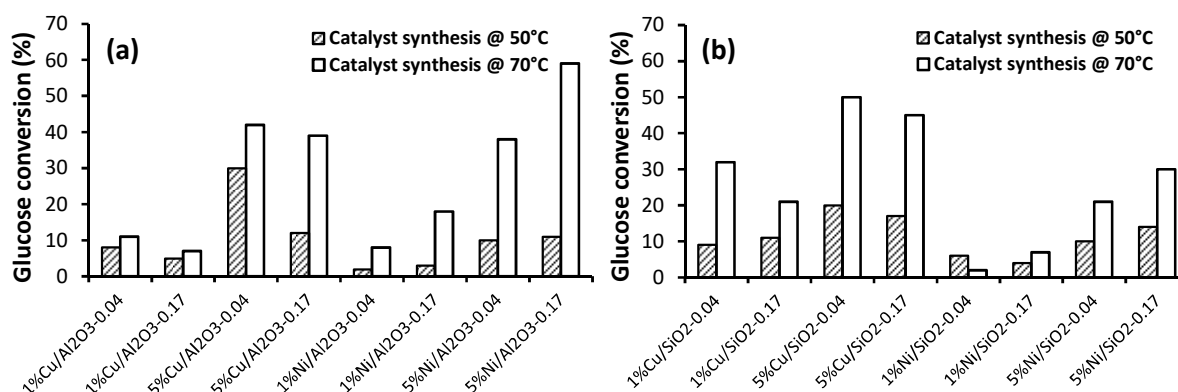 (a)
Catalyst synthesis @ 50°C
Catalyst synthesis @ 70°C
Glucose conversion (%)
70
60
50
40
30
20
10
0
1%Cu/Al2O3-0.04
1%Cu/Al2O3-0.17
5%Cu/Al2O3-0.04
5%Cu/Al2O3-0.17
1%Ni/Al2O3-0.04
1%Ni/Al2O3-0.17
5%Ni/Al2O3-0.04
5%Ni/Al2O3-0.17
(b)
Catalyst synthesis @ 50°C
Catalyst synthesis @ 70°C
Glucose conversion (%)
70
60
50
40
30
20
10
0
1%Cu/SiO2-0.04
1%Cu/SiO2-0.17
5%Cu/SiO2-0.04
5%Cu/SiO2-0.17
1%Ni/SiO2-0.04
1%Ni/SiO2-0.17
5%Ni/SiO2-0.04
5%Ni/SiO2-0.17